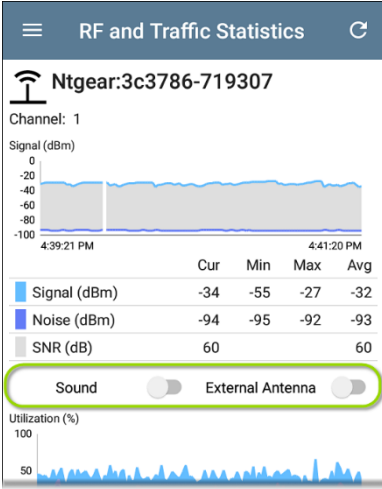 RF and Traffic Statistics
Ntgear:3c3786-719307
Channel: 1
Signal (dBm)
0
-20
-40
-60
-80
-100
4:39:21 PM 4:41:20 PM
Cur Min Max Avg
Signal (dBm) -34 -55 -27 -32
Noise (dBm) -94 -95 -92 -93
SNR (dB) 60 60
Sound External Antenna
Utilization (%)
100
50